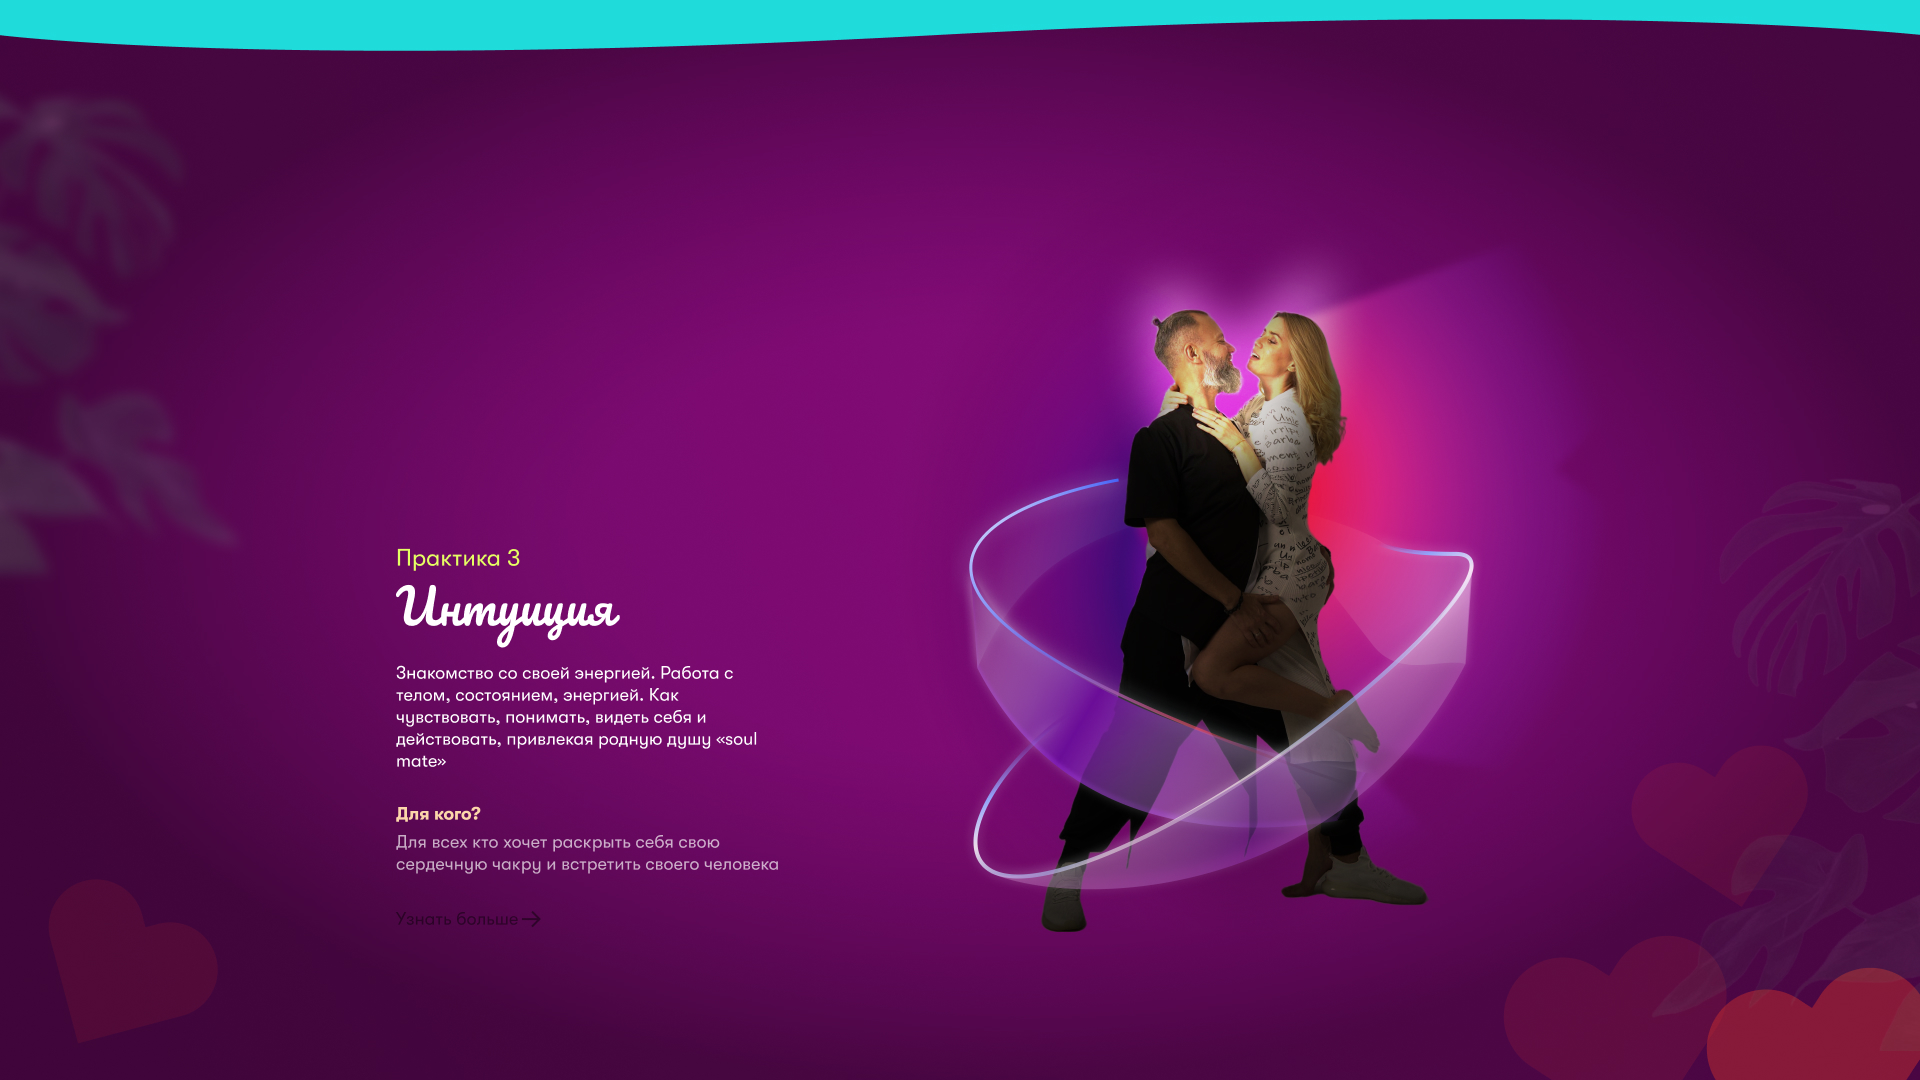 Практика 3
Интуиция
Знакомство со своей энергией. Работа с
телом, состоянием, энергией. Как
чувствовать, понимать, видеть себя и
действовать, привлекая родную душу «soul
mate»
Для кого?
Для всех кто хочет раскрыть себя свою
сердечную чакру и встретить своего человека
Узнать больше →